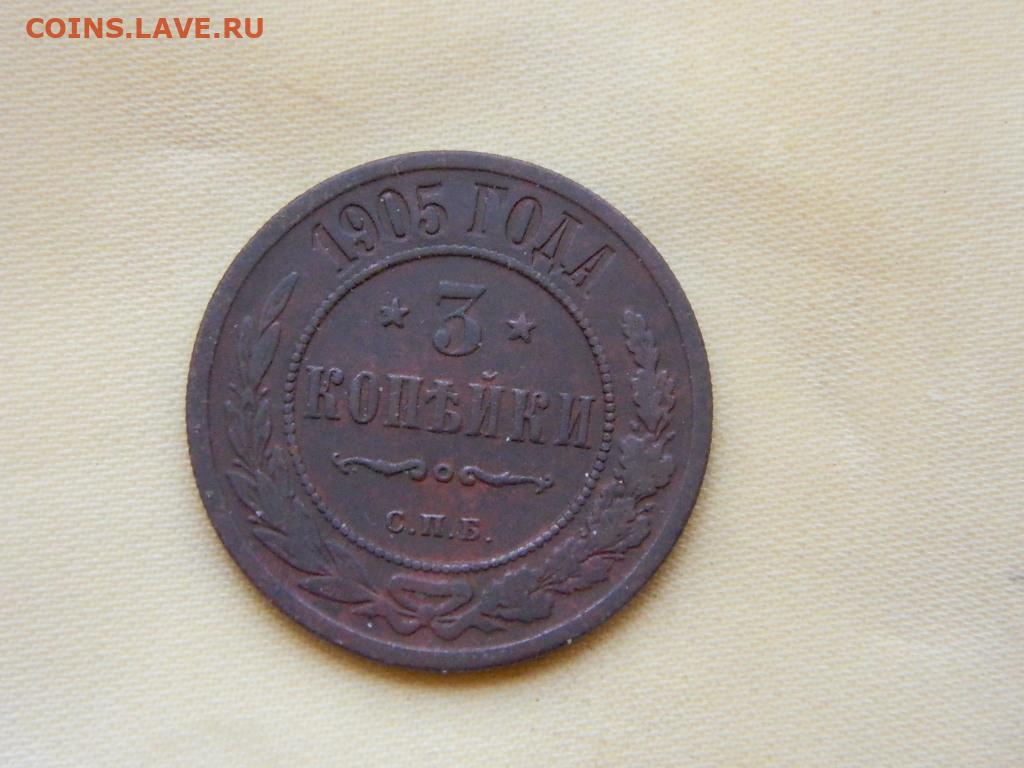 COINS.LAVE.RU
1905 ГОДА
3
КОПѢЙКИ
С.П.Б.